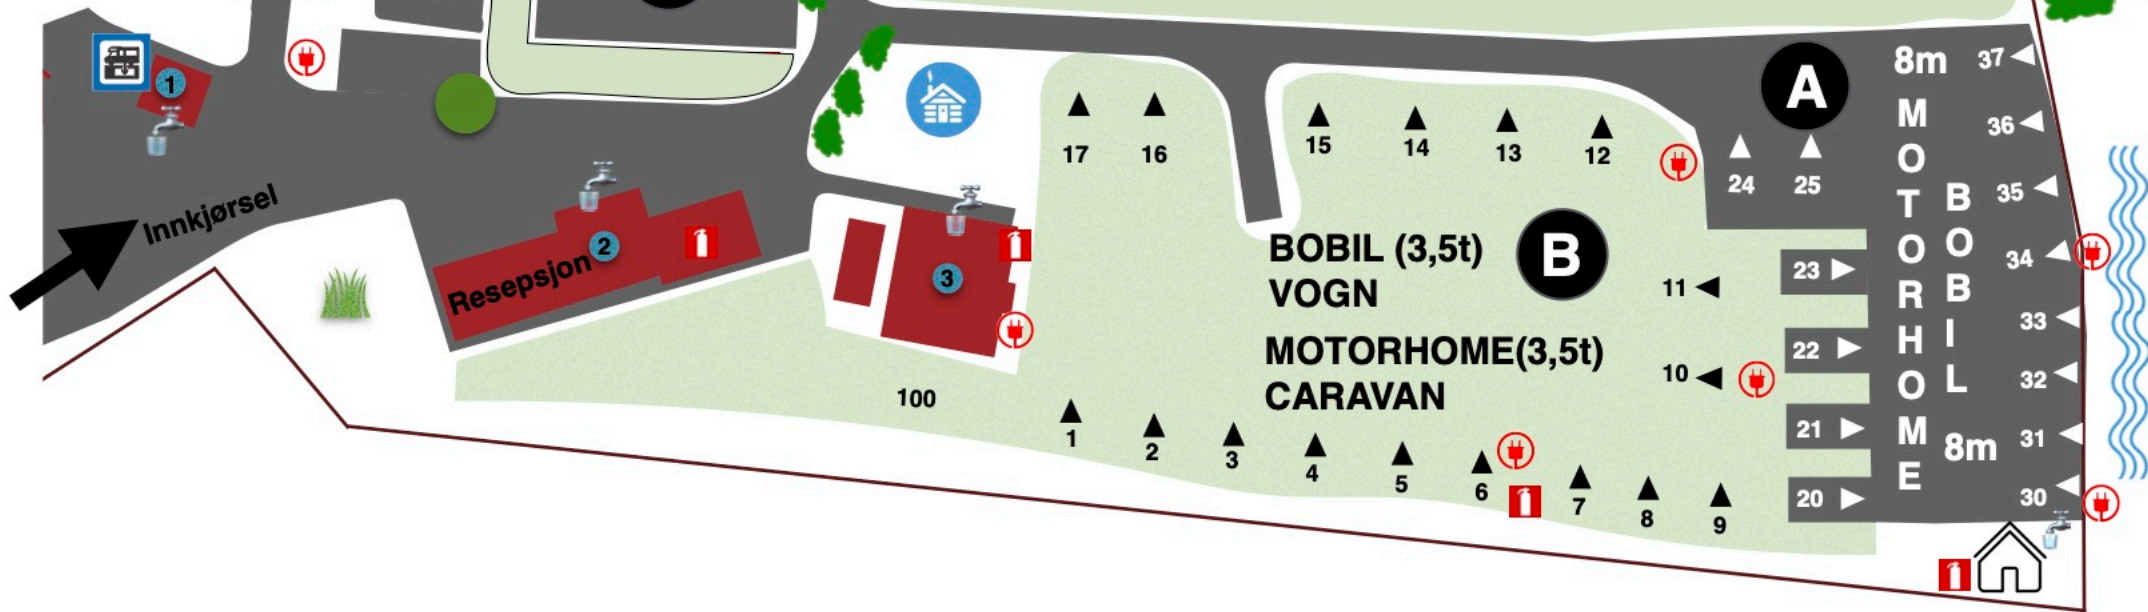 1
Innkjørsel
Resepsjon
2
3
17
16
15
14
13
12
A
24
25
8m
MOTORHOME
BOBIL
8m
37
36
35
34
33
32
31
30
BOBIL (3,5t)
VOGN
B
MOTORHOME(3,5t)
CARAVAN
11
10
23
22
21
20
100
1
2
3
4
5
6
7
8
9